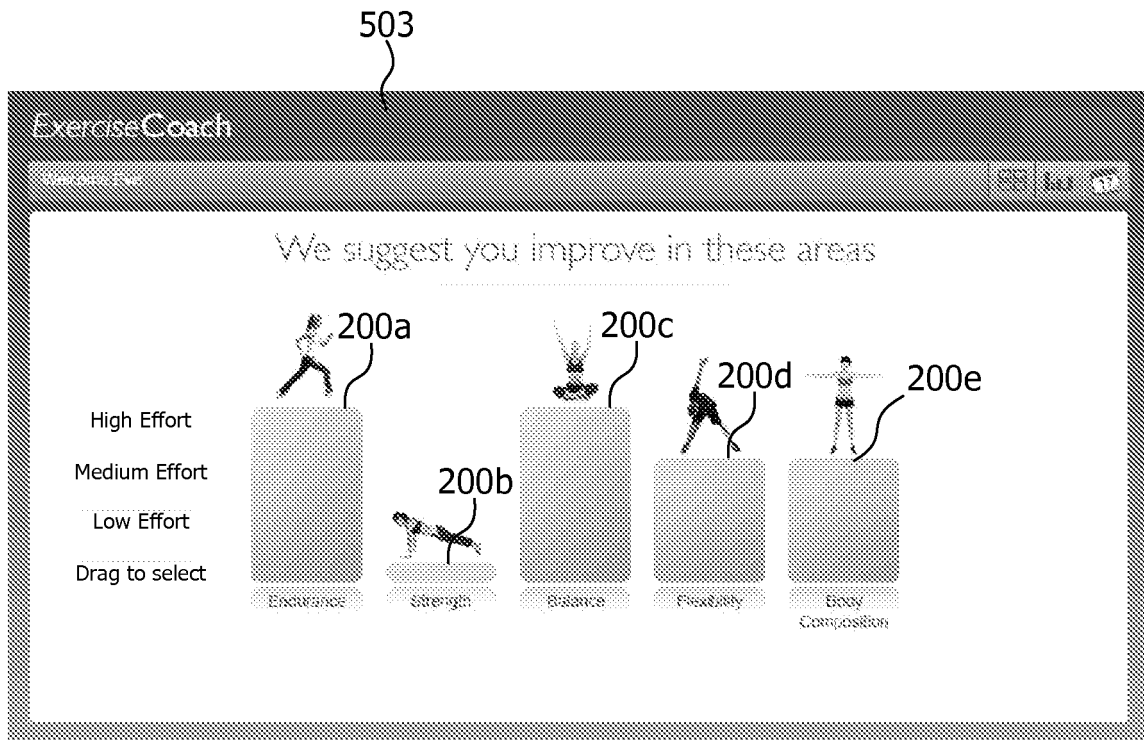 503
ExerciseCoach
We suggest you improve in these areas
200a
200c
200d
200e
High Effort
Medium Effort
200b
Low Effort
Drag to select
Endurance
Strength
Balance
Flexibility
Body
Composition